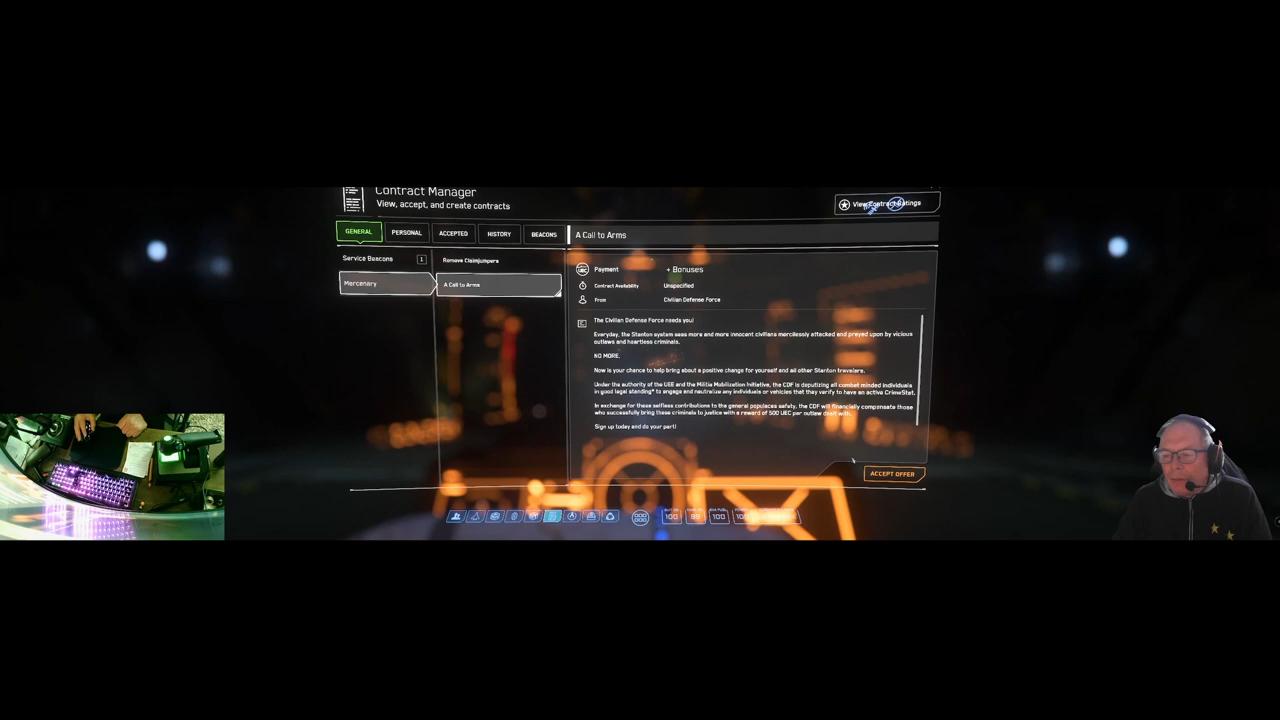 Contract Manager
View, accept, and create contracts
View Contract Ratings
GENERAL
PERSONAL
ACCEPTED
HISTORY
BEACONS
A Call to Arms
Service Beacons 1
Remove Claimjumpers
Mercenary
A Call to Arms
Payment + Bonuses
Contract Availability Unspecified
From Civilian Defense Force
The Civilian Defense Force needs you!
Everyday, the Stanton system sees more and more innocent civilians mercilessly attacked and preyed upon by vicious
outlaws and heartless criminals.
NO MORE.
Now is your chance to help bring about a positive change for yourself and all other Stanton travelers.
Under the authority of the UEE and the Militia Mobilization Initiative, the CDF is deputizing all combat minded individuals
in good legal standing* to engage and neutralize any individuals or vehicles that they verify to have an active CrimeStat.
In exchange for these selfless contributions to the general populaces safety, the CDF will financially compensate those
who successfully bring these criminals to justice with a reward of 500 UEC per outlaw dealt with.
Sign up today and do your part!
ACCEPT OFFER
100
99
100